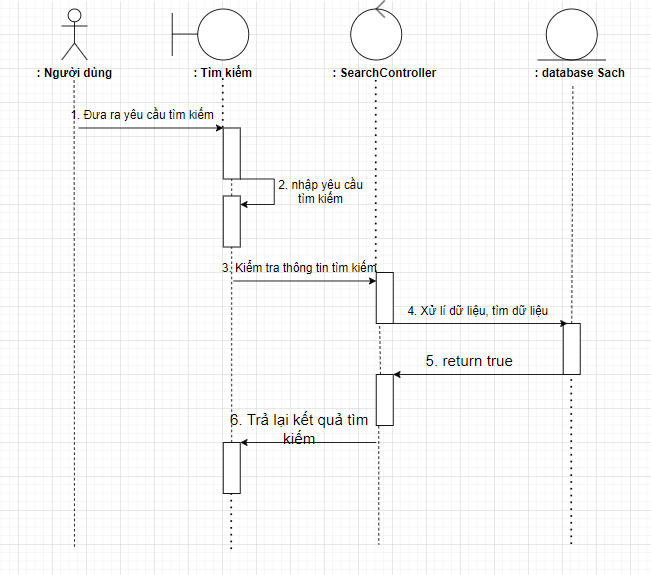 : Người dùng
: Tìm kiếm
: SearchController
: database Sach
1. Đưa ra yêu cầu tìm kiếm
2. nhập yêu cầu
tìm kiếm
3. Kiểm tra thông tin tìm kiếm
4. Xử lí dữ liệu, tìm dữ liệu
5. return true
6. Trả lại kết quả tìm
kiếm